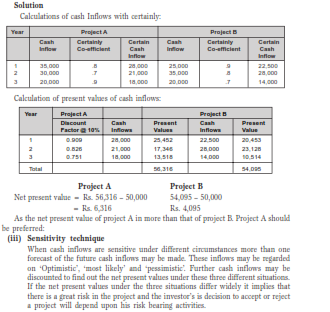 Solution
Calculations of cash Inflows with certainly:
Year Project A Project B
Cash Inflow Certainly Co-efficient Certain Cash Inflow Cash Inflow Certainly Co-efficient Certain Cash Inflow
1 35,000 .8 28,000 25,000 .9 22,500
2 30,000 .7 21,000 35,000 .8 28,000
3 20,000 .9 18,000 20,000 .7 14,000
Calculation of present values of cash inflows:
Year Project A Project B
Discount Factor @ 10% Cash Inflows Present Values Cash Inflows Present Value
1 0.909 28,000 25,452 22,500 20,453
2 0.826 21,000 17,346 28,000 23,128
3 0.751 18,000 13,518 14,000 10,514
Total 56,316 54,095
Project A Project B
Net present value = Rs. 56,316 – 50,000 54,095 – 50,000
= Rs. 6,316 Rs. 4,095
As the net present value of project A in more than that of project B. Project A should
be preferred:
(iii) Sensitivity technique
When cash inflows are sensitive under different circumstances more than one
forecast of the future cash inflows may be made. These inflows may be regarded
on 'Optimistic', 'most likely' and 'pessimistic'. Further cash inflows may be
discounted to find out the net present values under these three different situations.
If the net present values under the three situations differ widely it implies that
there is a great risk in the project and the investor's is decision to accept or reject
a project will depend upon his risk bearing activities.